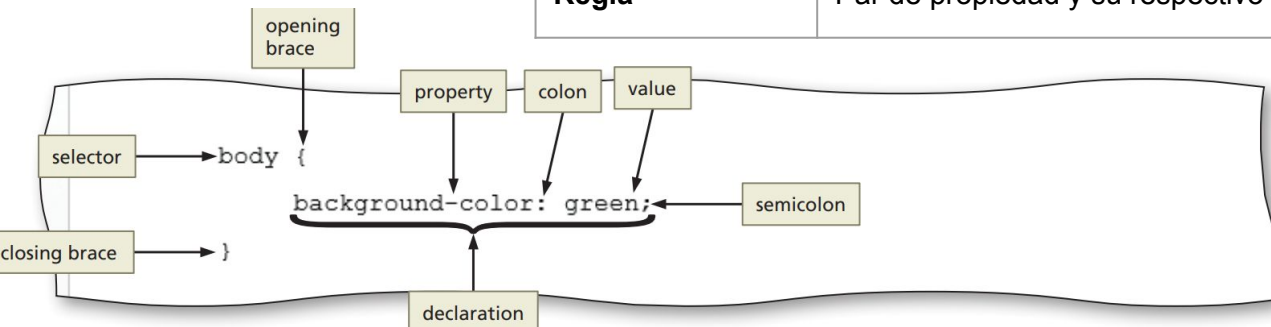 Regla
Par de propiedad y su respectivo
opening
brace
property
colon
value
selector
body {
background-color: green;
semicolon
closing brace
}
declaration